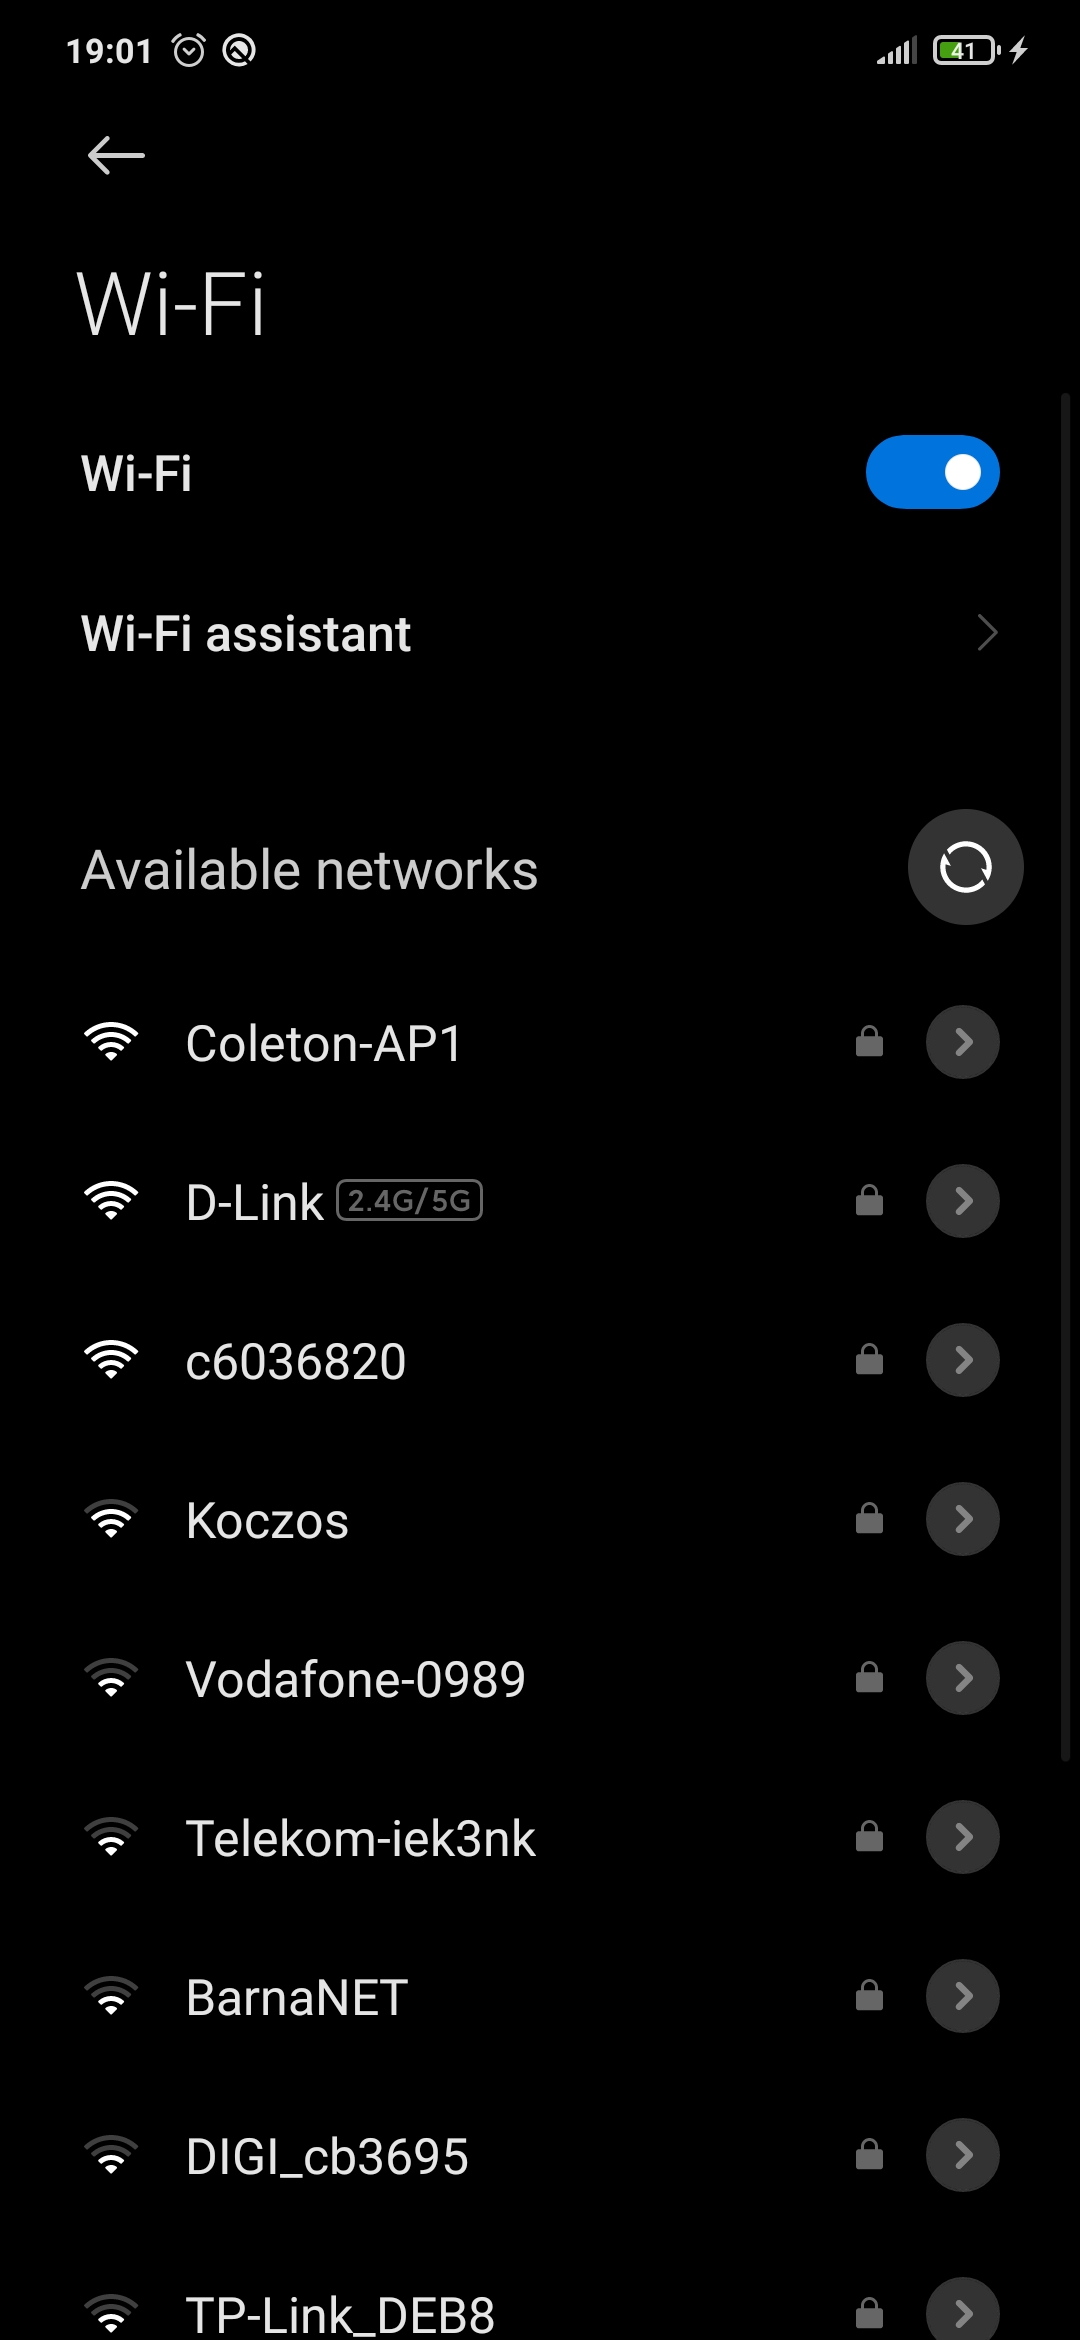 19:01
41
Wi-Fi
Wi-Fi
Wi-Fi assistant
Available networks
Coleton-AP1
D-Link 2.4G/5G
c6036820
Koczos
Vodafone-0989
Telekom-iek3nk
BarnaNET
DIGI_cb3695
TP-Link_DEB8